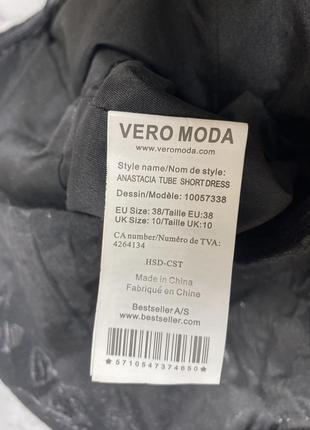 VERO MODA
www.veromoda.com
Style name/Nom de style:
ANASTACIA TUBE SHORT DRESS
Dessin/Modèle: 10057338
EU Size: 38/Taille EU:38
UK Size: 10/Taille UK:10
CA number/Numéro de TVA:
4264134
HSD-CST
Made in China
Fabriqué en Chine
Bestseller A/S
www.bestseller.com
*5710547374650*